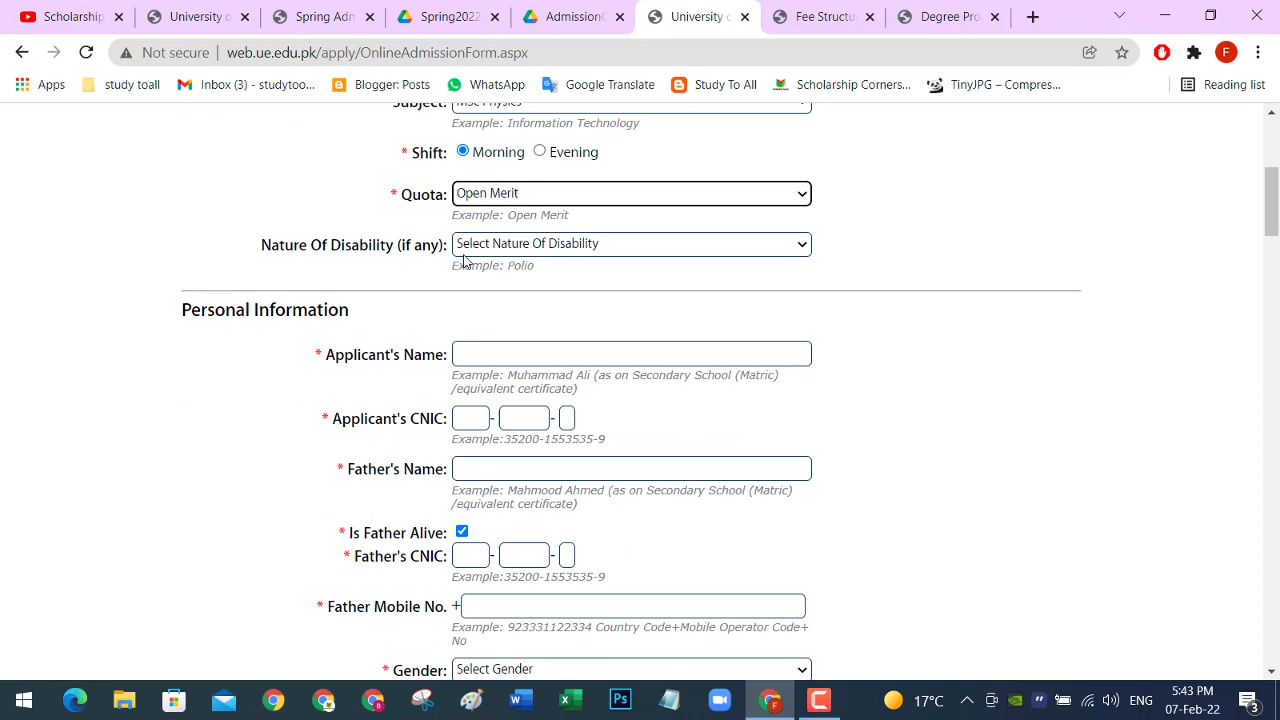 Scholarship
University o
Spring Adm
Spring2022
AdmissionC
University c
Fee Structu
Degree Pro
Not secure
web.ue.edu.pk/apply/OnlineAdmissionForm.aspx
F
Apps
study toall
Inbox (3) - studytoo...
Blogger: Posts
WhatsApp
Google Translate
Study To All
Scholarship Corners...
TinyJPG – Compres...
Reading list
Example: Information Technology
* Shift: Morning Evening
* Quota: Open Merit
Example: Open Merit
Nature Of Disability (if any): Select Nature Of Disability
Example: Polio
Personal Information
* Applicant's Name:
Example: Muhammad Ali (as on Secondary School (Matric)
/equivalent certificate)
* Applicant's CNIC: - -
Example:35200-1553535-9
* Father's Name:
Example: Mahmood Ahmed (as on Secondary School (Matric)
/equivalent certificate)
* Is Father Alive:
* Father's CNIC: - -
Example:35200-1553535-9
* Father Mobile No. +
Example: 923331122334 Country Code+Mobile Operator Code+
No
* Gender: Select Gender
17°C
ENG
5:43 PM
07-Feb-22
3